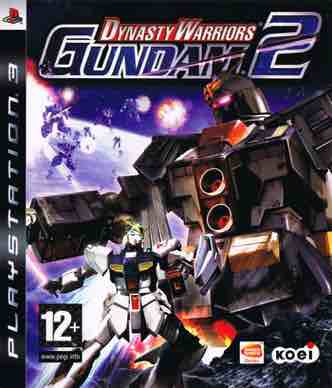 DYNASTY WARRIORS
GUNDAM 2
PLAYSTATION 3
12+
www.pegi.info
KOEI